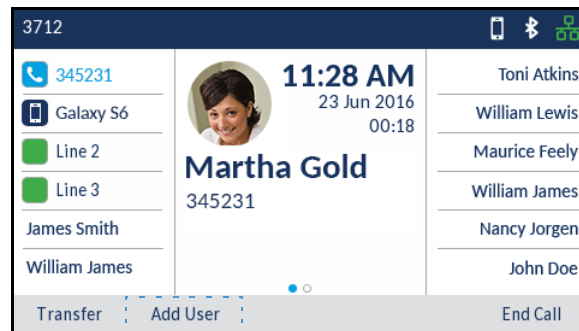 3712
345231
Galaxy S6
Line 2
Line 3
James Smith
William James
11:28 AM
23 Jun 2016
00:18
Martha Gold
345231
Toni Atkins
William Lewis
Maurice Feely
William James
Nancy Jorgen
John Doe
Transfer
Add User
End Call